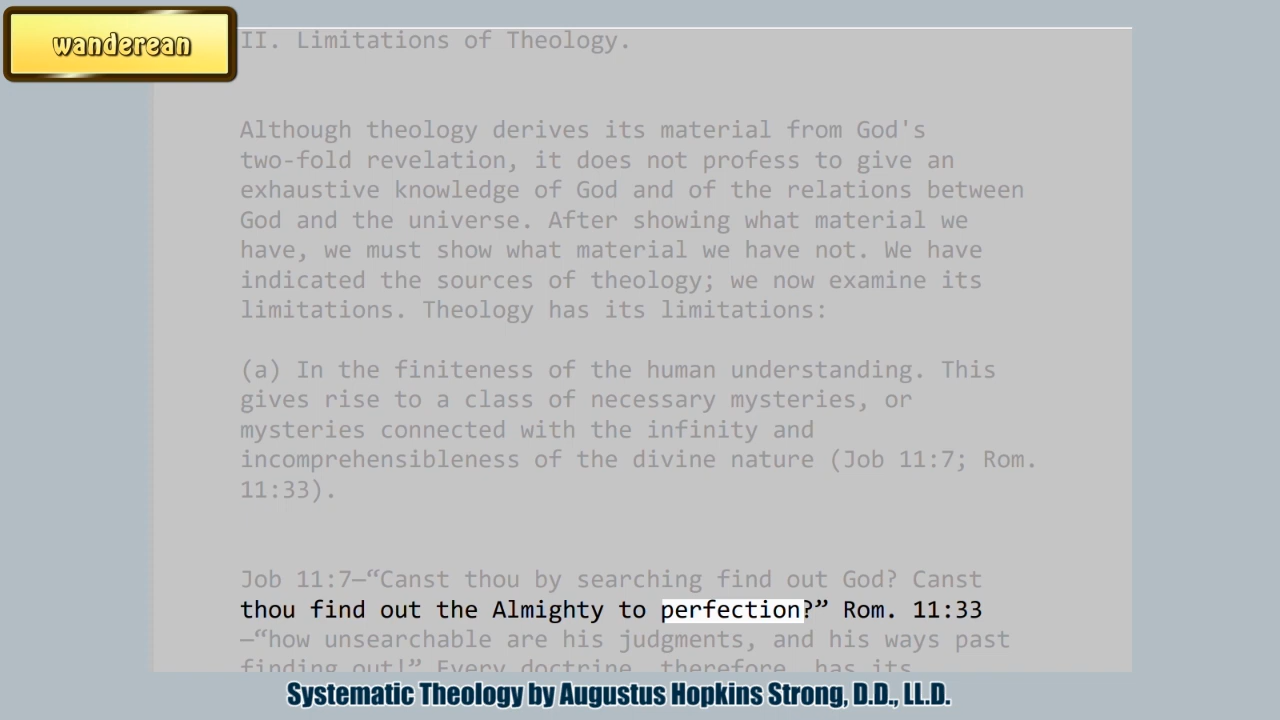 wanderean
II. Limitations of Theology.
Although theology derives its material from God's
two-fold revelation, it does not profess to give an
exhaustive knowledge of God and of the relations between
God and the universe. After showing what material we
have, we must show what material we have not. We have
indicated the sources of theology; we now examine its
limitations. Theology has its limitations:
(a) In the finiteness of the human understanding. This
gives rise to a class of necessary mysteries, or
mysteries connected with the infinity and
incomprehensibleness of the divine nature (Job 11:7; Rom.
11:33).
Job 11:7—“Canst thou by searching find out God? Canst
thou find out the Almighty to perfection?” Rom. 11:33
—“how unsearchable are his judgments, and his ways past
finding out!” Every doctrine, therefore, has its
Systematic Theology by Augustus Hopkins Strong, D.D., LL.D.